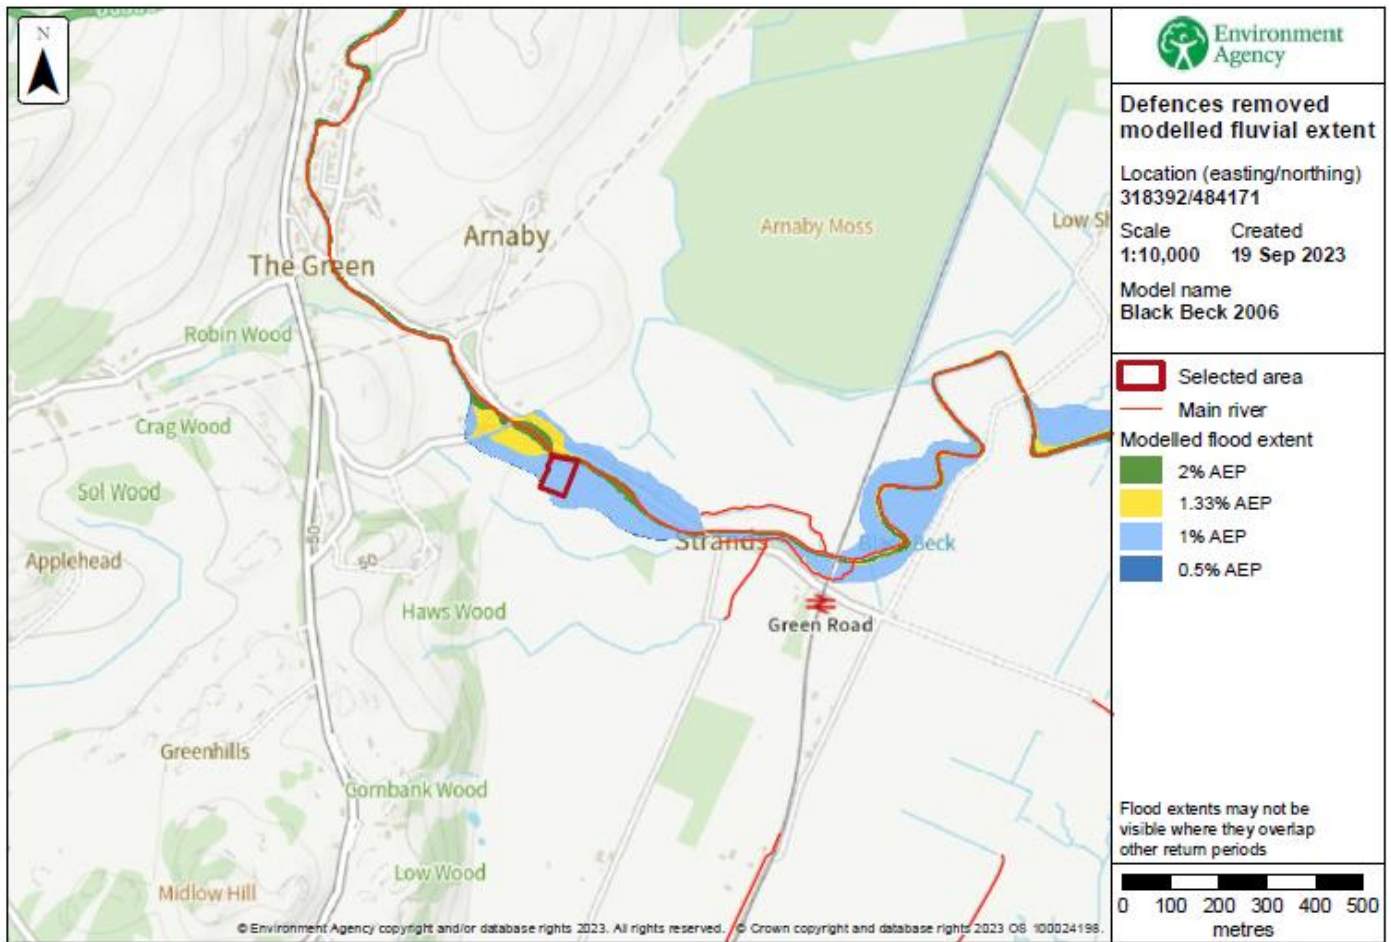 N
Arnaby
The Green
Arnaby Moss
Robin Wood
Crag Wood
Sol Wood
Applehead
50
50
Strands
Black Beck
Haws Wood
Green Road
Greenhills
Gornbank Wood
Low Wood
Midlow Hill
© Environment Agency copyright and/or database rights 2023. All rights reserved. © Crown copyright and database rights 2023 OS 100024198.
Environment
Agency
Defences removed
modelled fluvial extent
Location (easting/northing)
318392/484171
Scale Created
1:10,000 19 Sep 2023
Model name
Black Beck 2006
Selected area
Main river
Modelled flood extent
2% AEP
1.33% AEP
1% AEP
0.5% AEP
Flood extents may not be
visible where they overlap
other return periods
0 100 200 300 400 500
metres